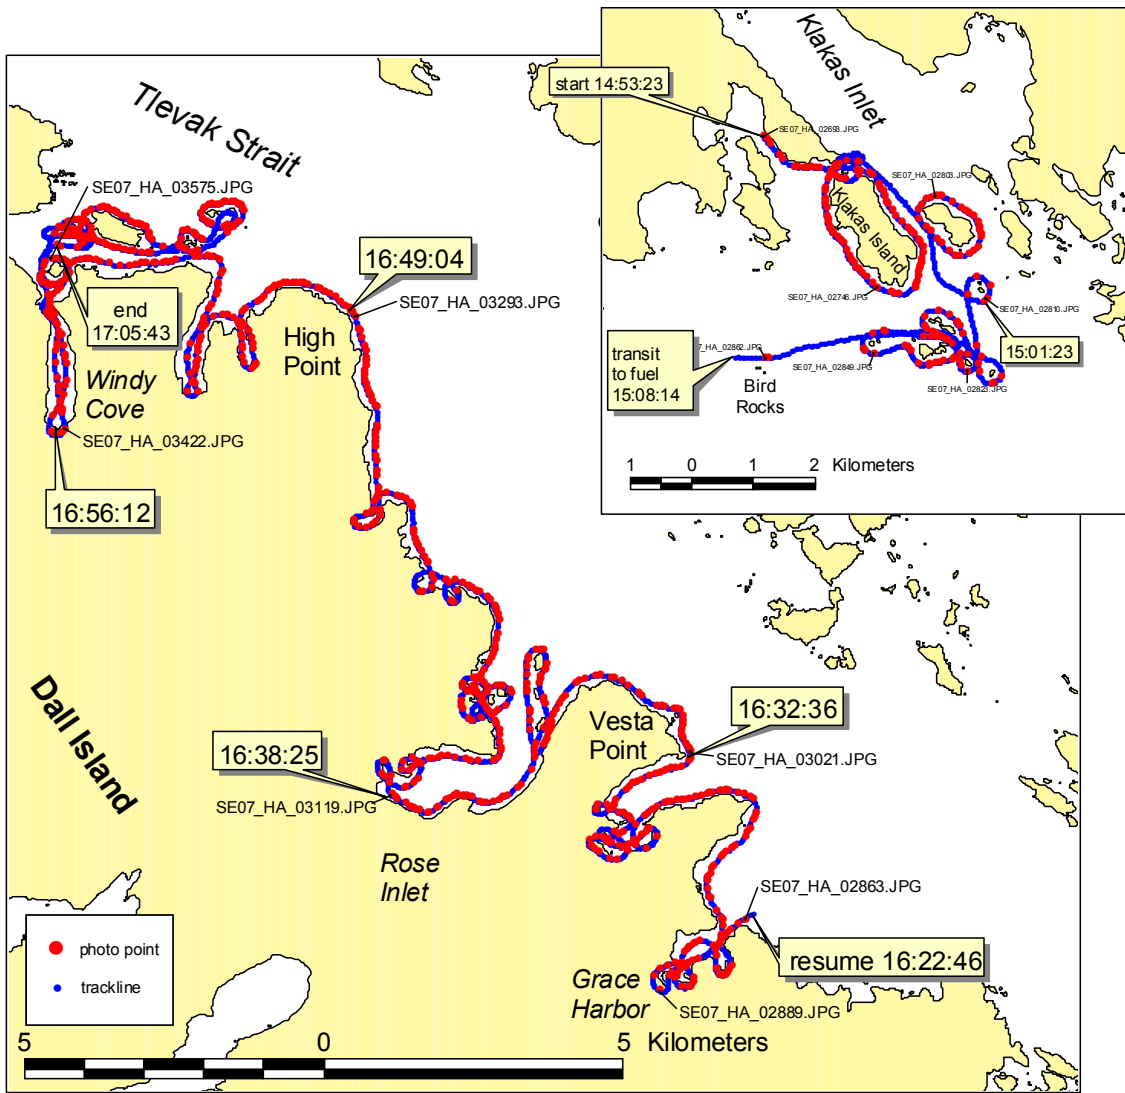 Klakas Inlet
start 14:53:23
SE07_HA_02693.JPG
SE07_HA_02803.JPG
Klakas Island
SE07_HA_02746.JPG
SE07_HA_02810.JPG
15:01:23
_HA_02862.JPG
transit
to fuel
15:08:14
SE07_HA_02849.JPG
SE07_HA_02823.JPG
Bird
Rocks
1 0 1 2 Kilometers
Tlevak Strait
SE07_HA_03575.JPG
16:49:04
SE07_HA_03293.JPG
end
17:05:43
High
Point
Windy
Cove
SE07_HA_03422.JPG
16:56:12
Dall Island
Vesta
Point
16:32:36
SE07_HA_03021.JPG
16:38:25
SE07_HA_03119.JPG
Rose
Inlet
SE07_HA_02863.JPG
resume 16:22:46
Grace
Harbor
SE07_HA_02889.JPG
photo point
trackline
5 0 5 Kilometers